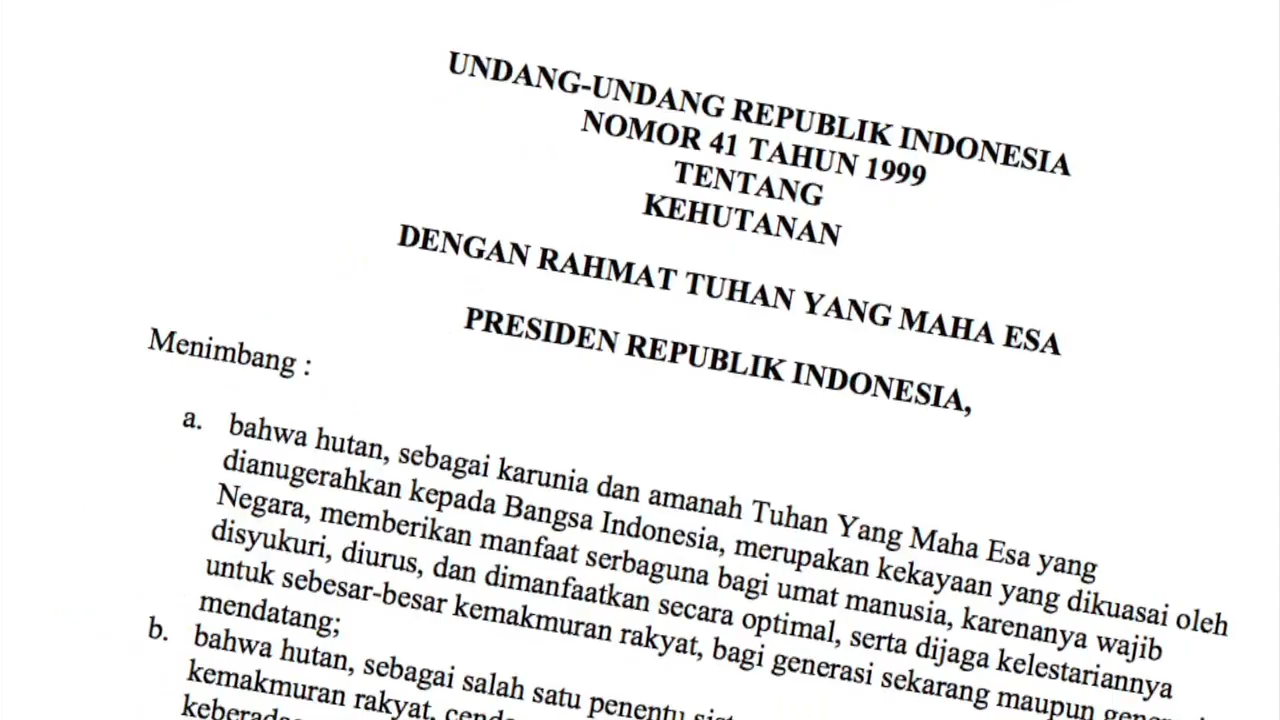 UNDANG-UNDANG REPUBLIK INDONESIA
NOMOR 41 TAHUN 1999
TENTANG
KEHUTANAN
DENGAN RAHMAT TUHAN YANG MAHA ESA
PRESIDEN REPUBLIK INDONESIA,
Menimbang :
a. bahwa hutan, sebagai karunia dan amanah Tuhan Yang Maha Esa yang
dianugerahkan kepada Bangsa Indonesia, merupakan kekayaan yang dikuasai oleh
Negara, memberikan manfaat serbaguna bagi umat manusia, karenanya wajib
disyukuri, diurus, dan dimanfaatkan secara optimal, serta dijaga kelestariannya
untuk sebesar-besar kemakmuran rakyat, bagi generasi sekarang maupun
mendatang;
b. bahwa hutan, sebagai salah satu penentu
kemakmuran rakyat,